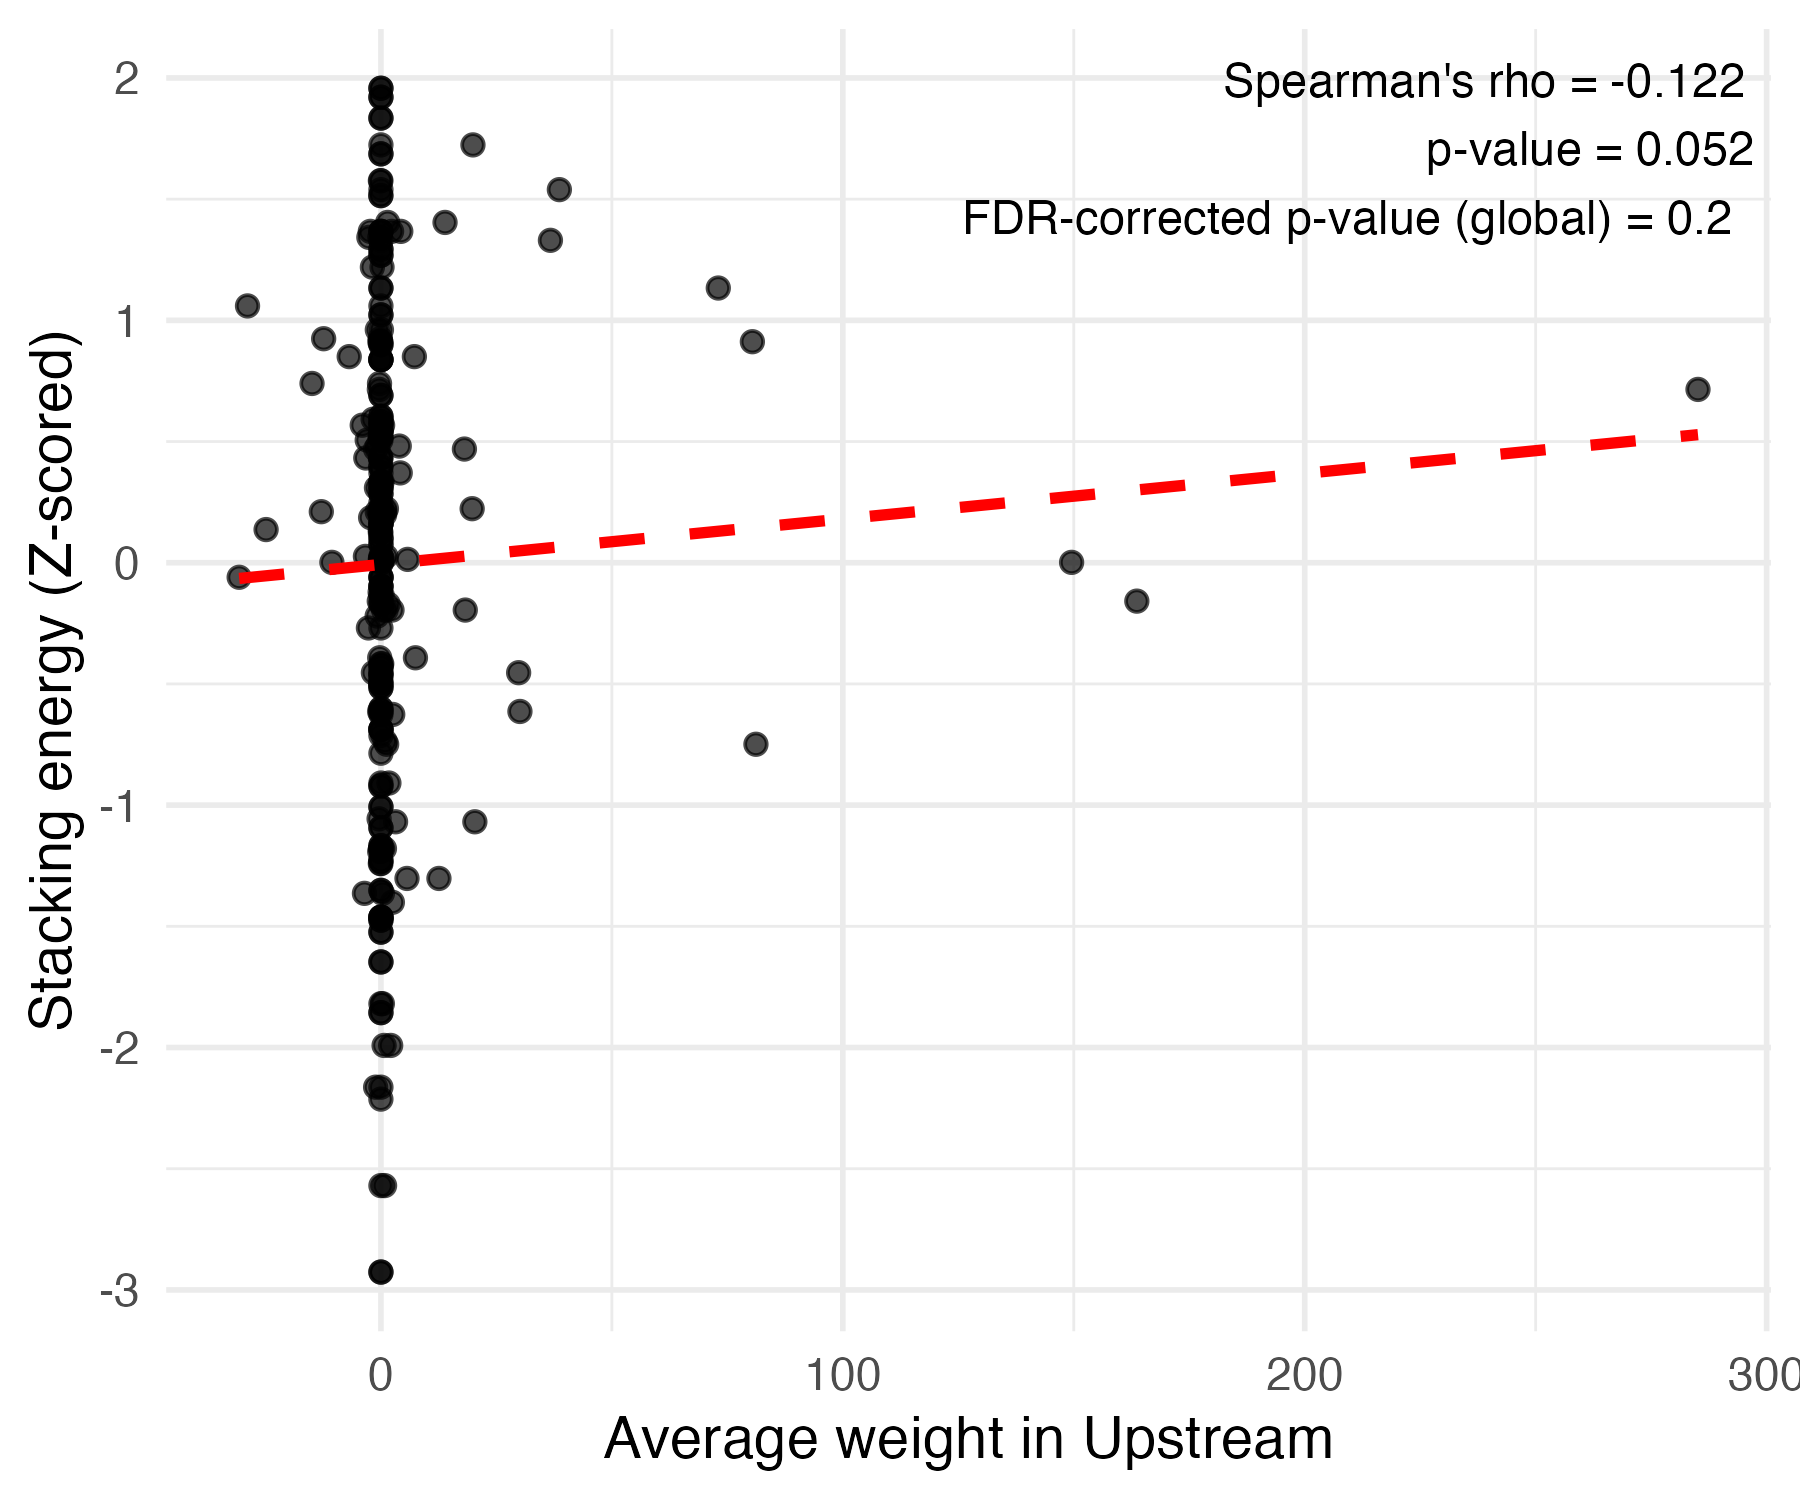 Spearman's rho = -0.122
p-value = 0.052
FDR-corrected p-value (global) = 0.2
2
1
0
-1
-2
-3
Stacking energy (Z-scored)
0
100
200
300
Average weight in Upstream